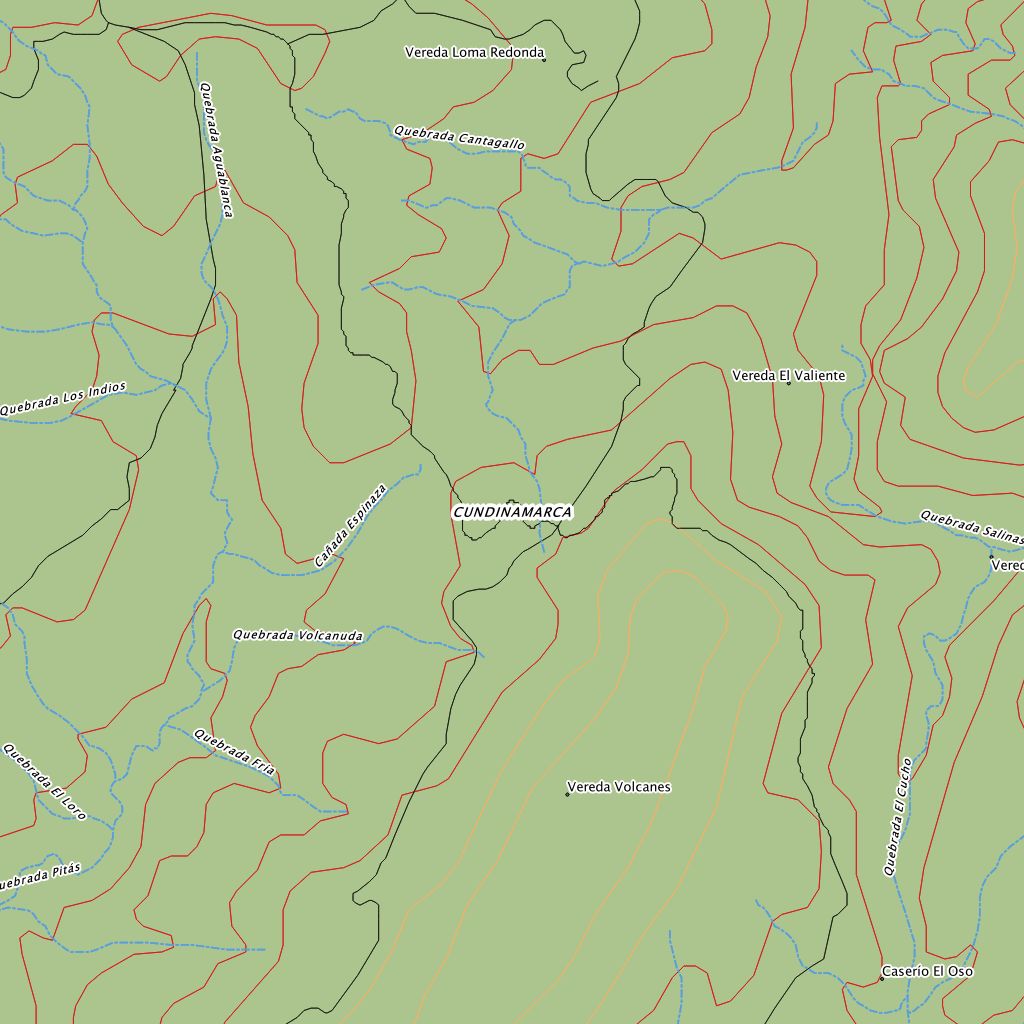 Vereda Loma Redonda
Quebrada Aguablanca
Quebrada Cantagallo
Vereda El Valiente
Quebrada Los Indios
CUNDINAMARCA
Quebrada Salinas
Cañada Espinaza
Vered
Quebrada Volcanuda
Quebrada Fría
Quebrada El Loro
Vereda Volcanes
Quebrada El Cucho
uebrada Pitás
Caserío El Oso